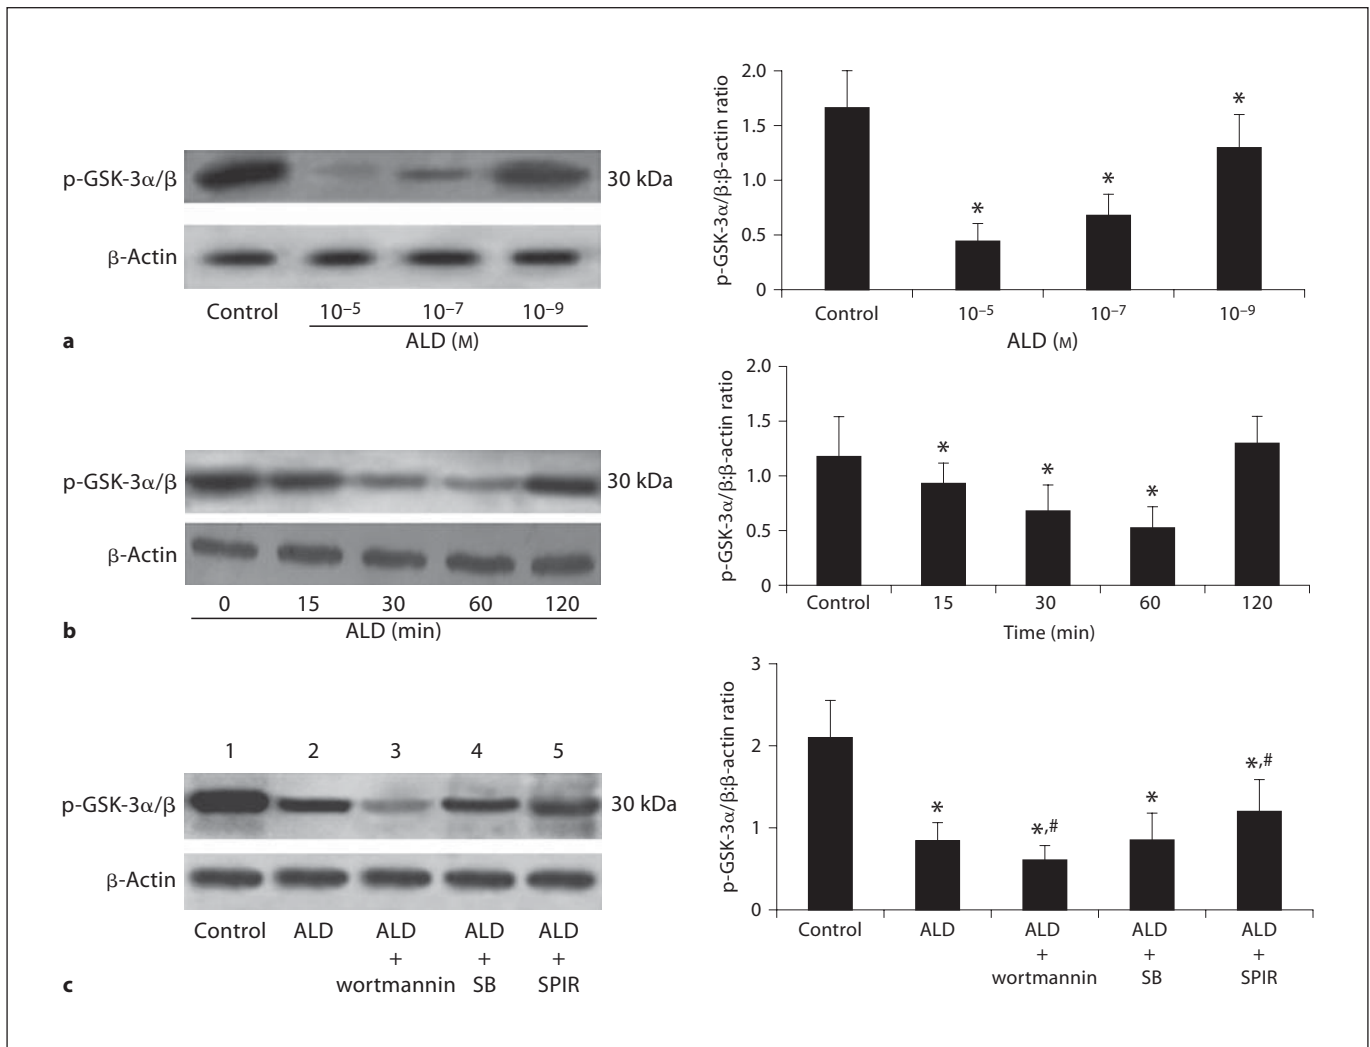 p-GSK-3α/β
30 kDa
β-Actin
Control
10⁻⁵
10⁻⁷
10⁻⁹
ALD (M)
a
p-GSK-3α/β:β-actin ratio
2.0
1.5
1.0
0.5
0
*
*
*
Control
10⁻⁵
10⁻⁷
10⁻⁹
ALD (M)
p-GSK-3α/β
30 kDa
β-Actin
0
15
30
60
120
ALD (min)
b
p-GSK-3α/β:β-actin ratio
2.0
1.5
1.0
0.5
0
*
*
*
Control
15
30
60
120
Time (min)
1
2
3
4
5
p-GSK-3α/β
30 kDa
β-Actin
Control
ALD
ALD
+
wortmannin
ALD
+
SB
ALD
+
SPIR
c
p-GSK-3α/β:β-actin ratio
3
2
1
0
*
*,#
*
*,#
Control
ALD
ALD
+
wortmannin
ALD
+
SB
ALD
+
SPIR